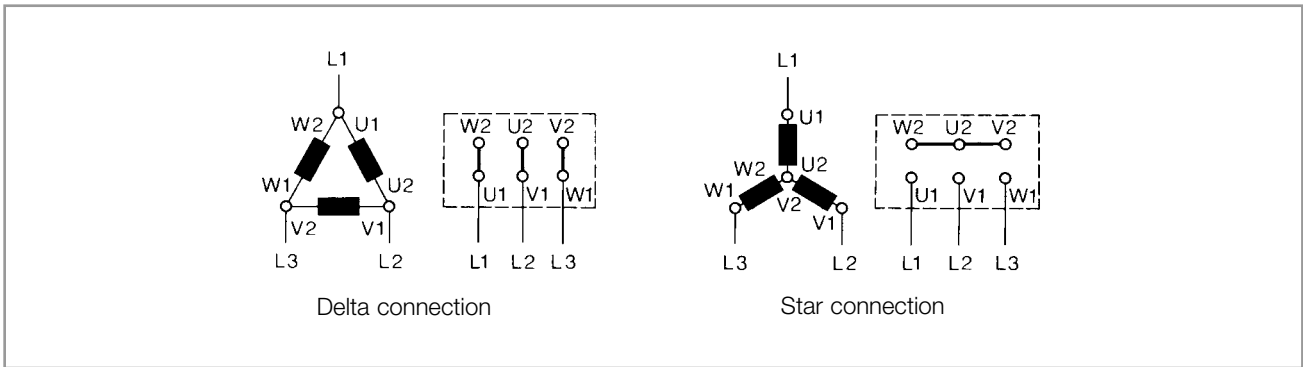 L1
W2 U1
W1 U2
V2 V1
L3 L2
W2 U2 V2
U1 V1 W1
L1 L2 L3
Delta connection
L1
U1
W2 U2
W1 V2 V1
L3 L2
W2 U2 V2
U1 V1 W1
L1 L2 L3
Star connection